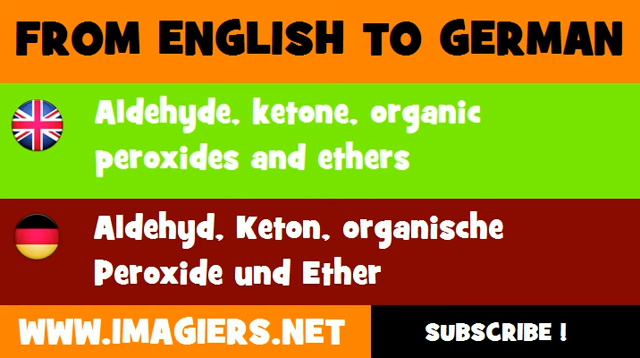 FROM ENGLISH TO GERMAN
Aldehyde, ketone, organic
peroxides and ethers
Aldehyd, Keton, organische
Peroxide und Ether
WWW.IMAGIERS.NET
SUBSCRIBE !